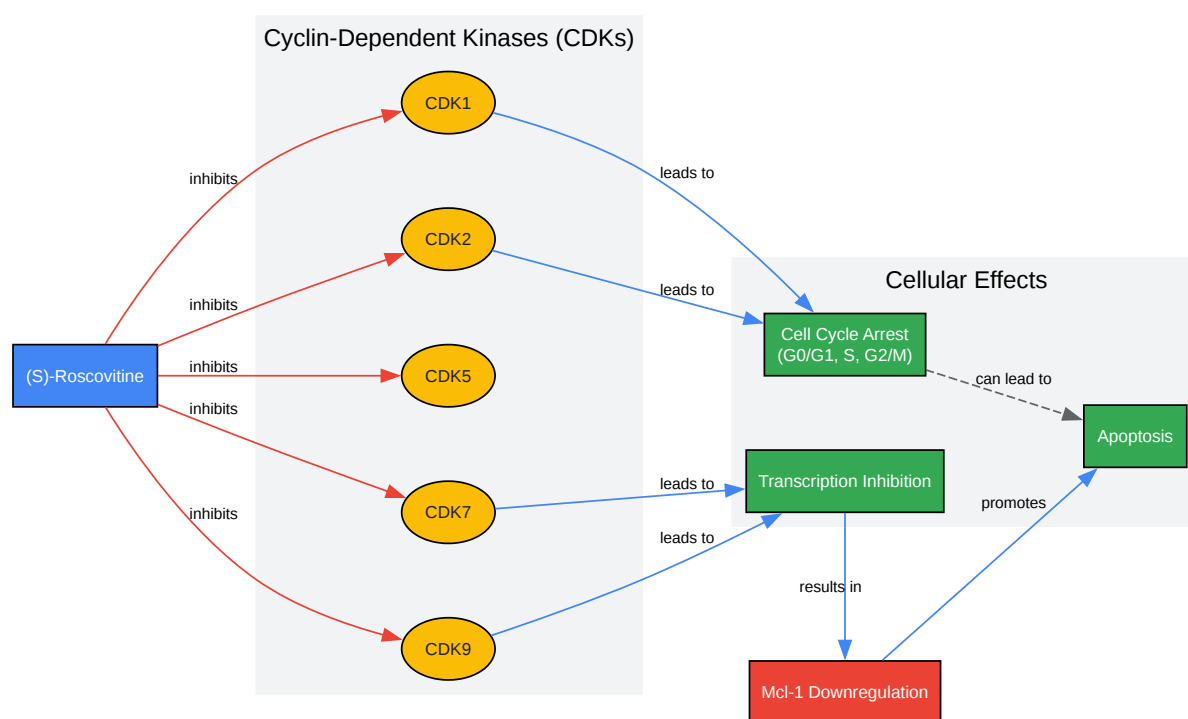 Cyclin-Dependent Kinases (CDKs)
CDK1
inhibits
leads to
CDK2
inhibits
leads to
Cellular Effects
Cell Cycle Arrest
(G0/G1, S, G2/M)
(S)-Roscovitine
inhibits
CDK5
can lead to
inhibits
Apoptosis
CDK7
leads to
Transcription Inhibition
promotes
inhibits
leads to
results in
CDK9
Mcl-1 Downregulation